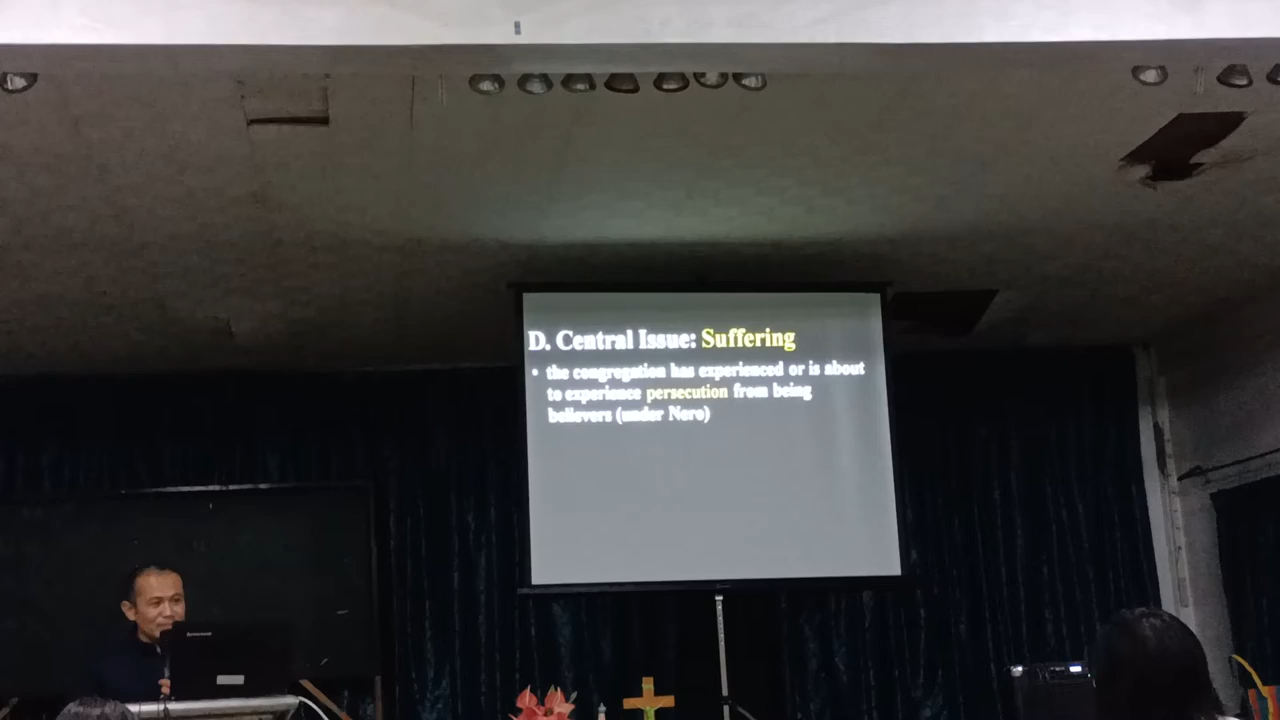 D. Central Issue: Suffering
• the congregation has experienced or is about
to experience persecution from being
believers (under Nero)